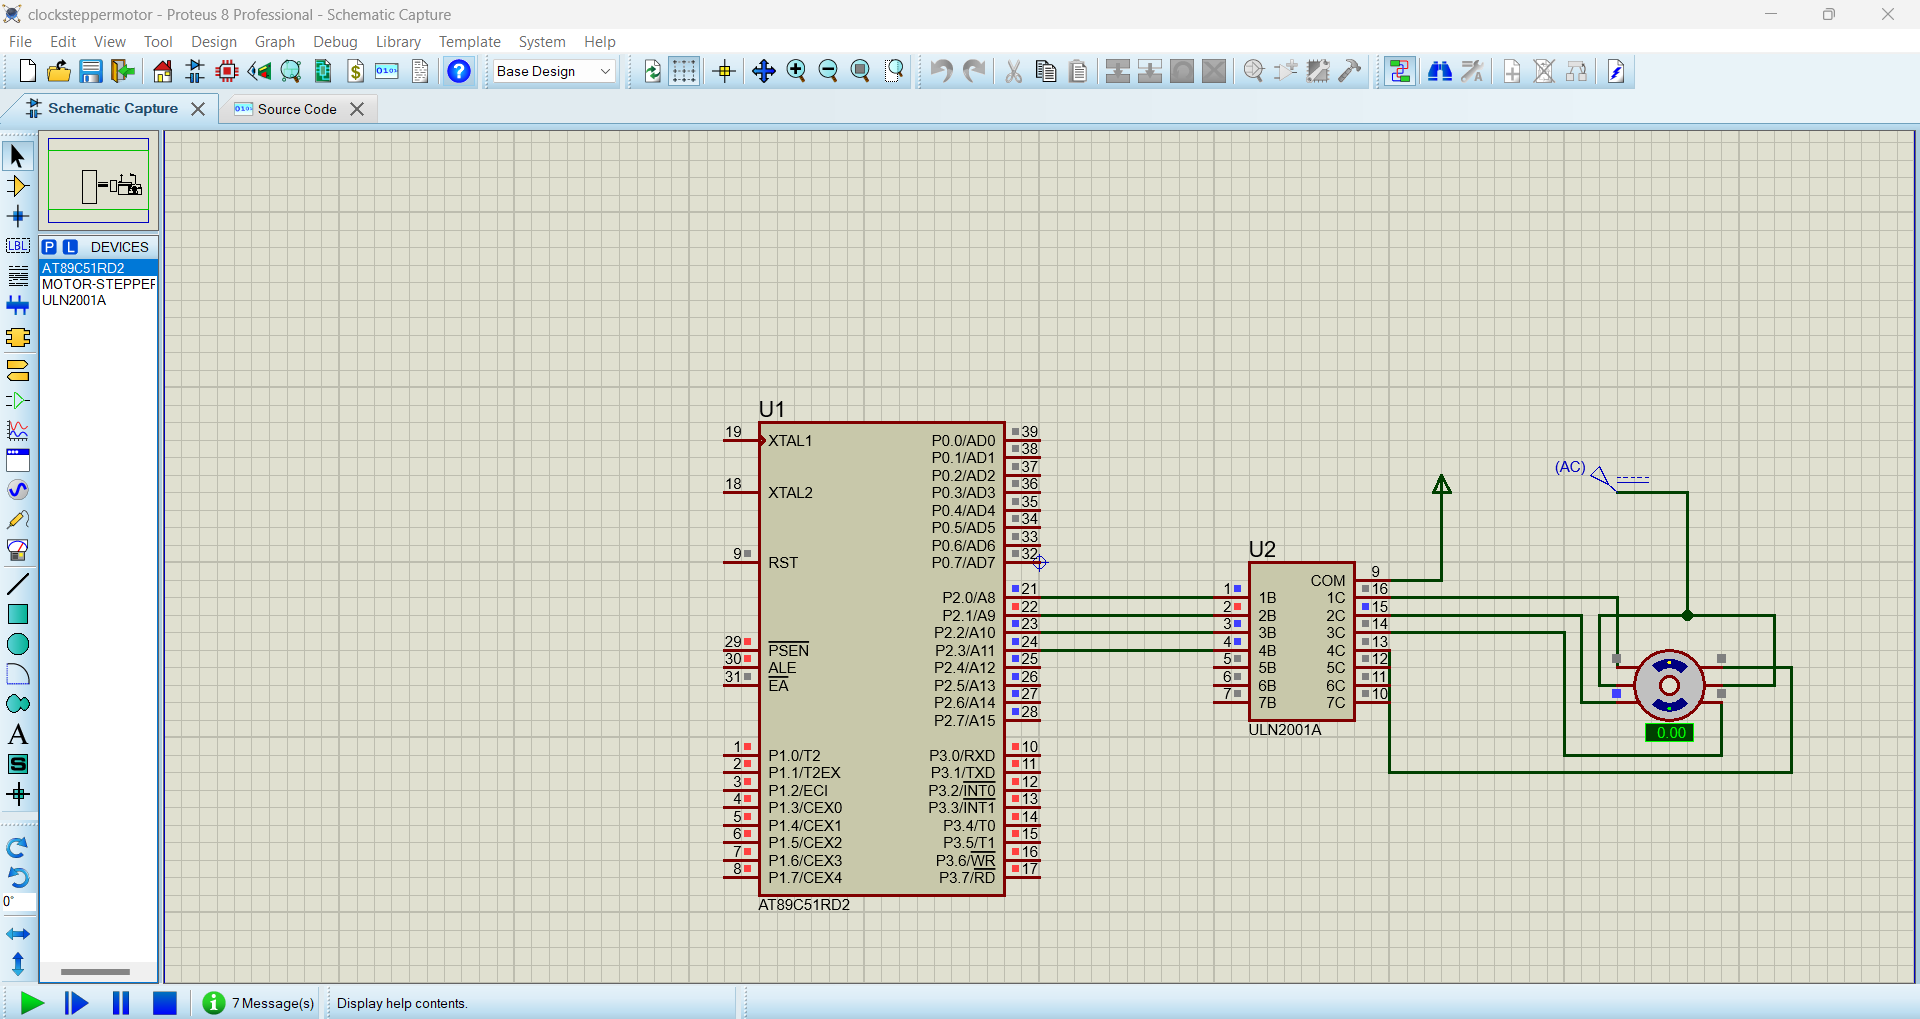 clocksteppermotor - Proteus 8 Professional - Schematic Capture
File Edit View Tool Design Graph Debug Library Template System Help
Base Design
Schematic Capture
Source Code
P L DEVICES
AT89C51RD2
MOTOR-STEPPER
ULN2001A
LBL
A
S
0°
U1
19 XTAL1
18 XTAL2
9 RST
29 PSEN
30 ALE
31 EA
1 P1.0/T2
2 P1.1/T2EX
3 P1.2/ECI
4 P1.3/CEX0
5 P1.4/CEX1
6 P1.5/CEX2
7 P1.6/CEX3
8 P1.7/CEX4
P0.0/AD0 39
P0.1/AD1 38
P0.2/AD2 37
P0.3/AD3 36
P0.4/AD4 35
P0.5/AD5 34
P0.6/AD6 33
P0.7/AD7 32
P2.0/A8 21
P2.1/A9 22
P2.2/A10 23
P2.3/A11 24
P2.4/A12 25
P2.5/A13 26
P2.6/A14 27
P2.7/A15 28
P3.0/RXD 10
P3.1/TXD 11
P3.2/INT0 12
P3.3/INT1 13
P3.4/T0 14
P3.5/T1 15
P3.6/WR 16
P3.7/RD 17
AT89C51RD2
U2
1 1B
2 2B
3 3B
4 4B
5 5B
6 6B
7 7B
COM 9
1C 16
2C 15
3C 14
4C 13
5C 12
6C 11
7C 10
ULN2001A
(AC)
0.00
7 Message(s)
Display help contents.